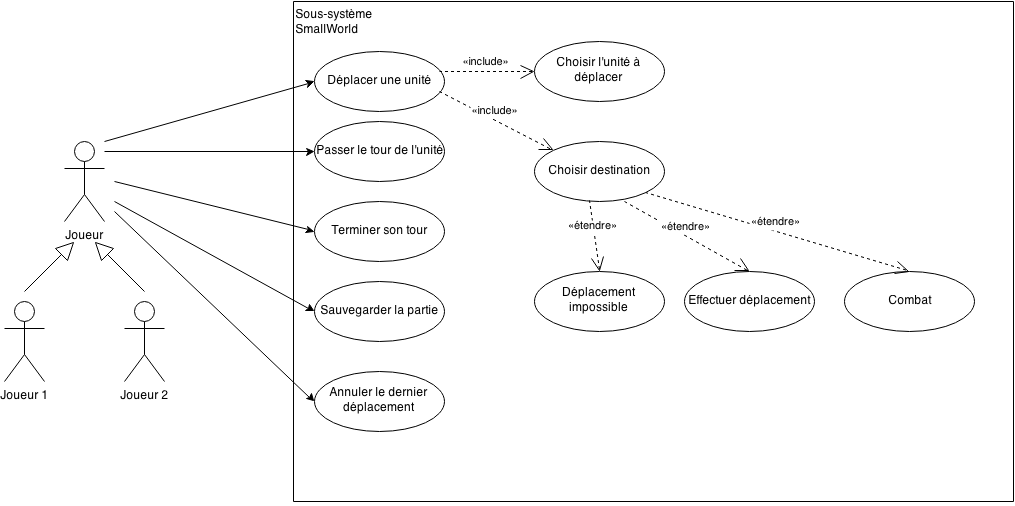 Sous-système
SmallWorld
Déplacer une unité
«include»
Choisir l'unité à
déplacer
«include»
Passer le tour de l'unité
Choisir destination
Joueur
Terminer son tour
«étendre»
«étendre»
«étendre»
Sauvegarder la partie
Déplacement
impossible
Effectuer déplacement
Combat
Joueur 1
Joueur 2
Annuler le dernier
déplacement